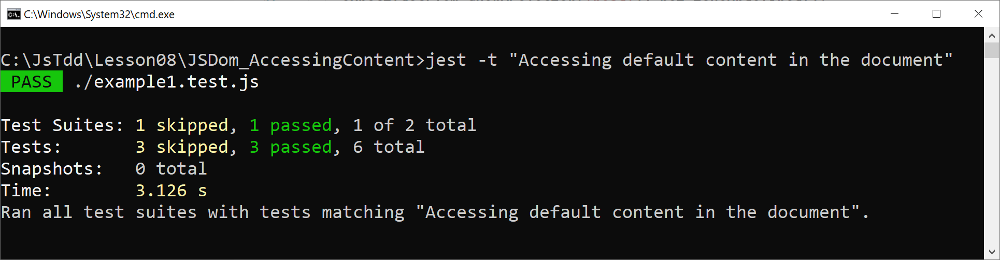 C:\Windows\System32\cmd.exe
C:\JsTdd\Lesson08\JSDom_AccessingContent>jest -t "Accessing default content in the document"
PASS ./example1.test.js
Test Suites: 1 skipped, 1 passed, 1 of 2 total
Tests:       3 skipped, 3 passed, 6 total
Snapshots:   0 total
Time:        3.126 s
Ran all test suites with tests matching "Accessing default content in the document".